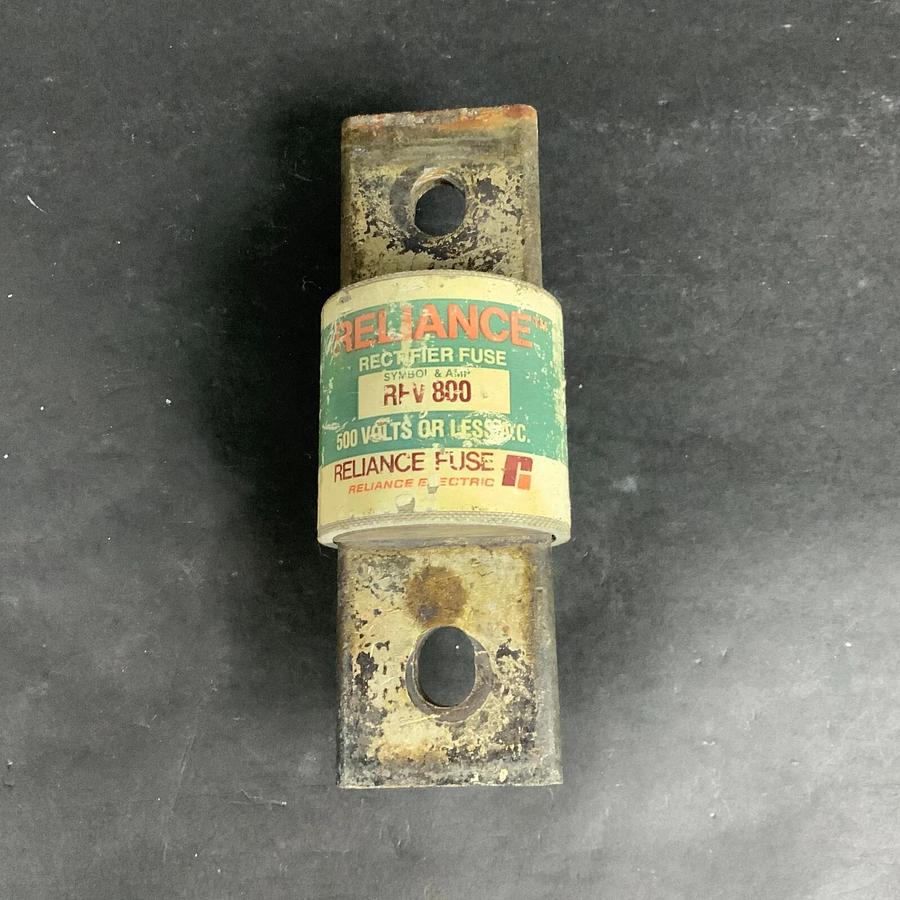 RELIANCE™
RECTIFIER FUSE
SYMBOL & AMP
RFV 800
500 VOLTS OR LESS A.C.
RELIANCE FUSE
RELIANCE ELECTRIC